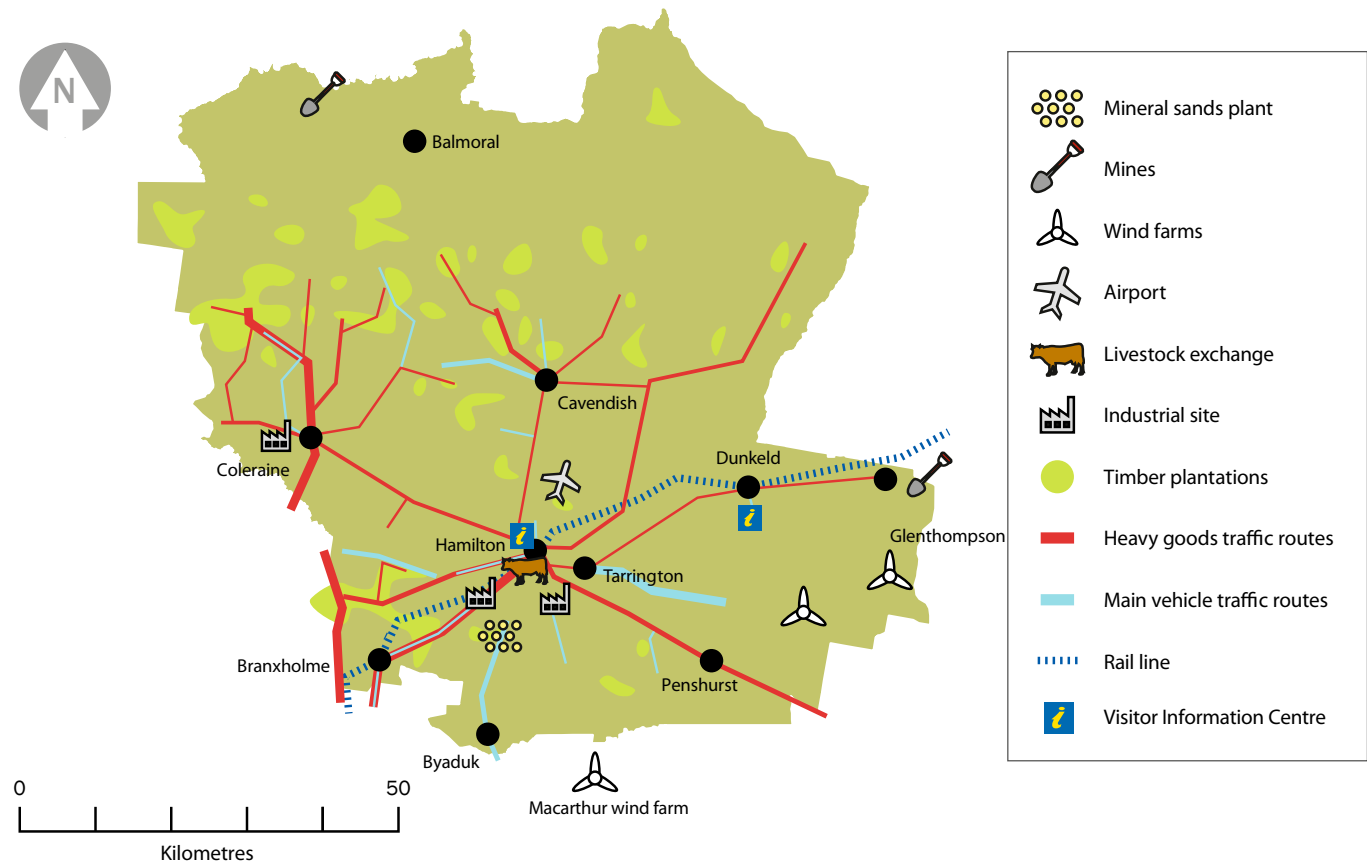 N
Balmoral
Cavendish
Coleraine
Dunkeld
i
i
Hamilton
Glenthompson
Tarrington
Branxholme
Penshurst
Byaduk
Macarthur wind farm
0 50
Kilometres
Mineral sands plant
Mines
Wind farms
Airport
Livestock exchange
Industrial site
Timber plantations
Heavy goods traffic routes
Main vehicle traffic routes
Rail line
i Visitor Information Centre